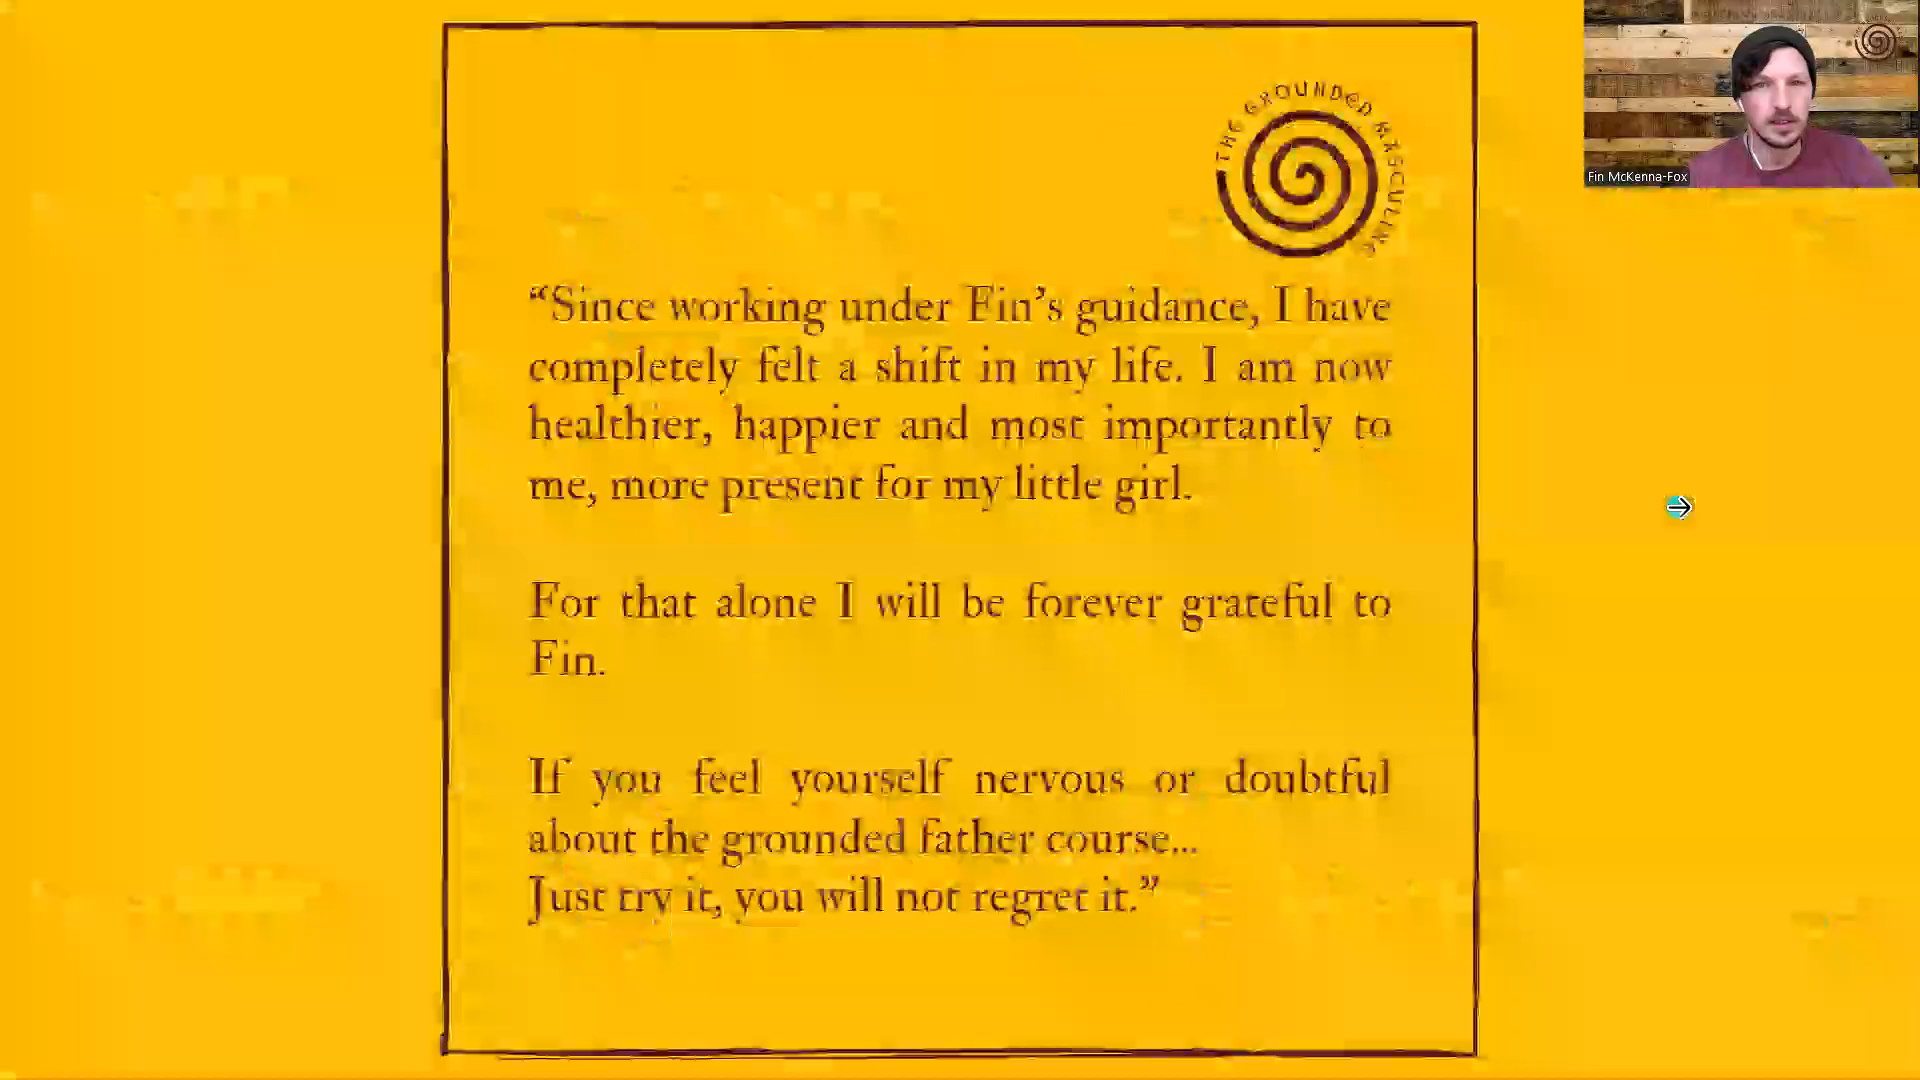 THE GROUNDED MASCULINE
Fin McKenna-Fox
“Since working under Fin’s guidance, I have
completely felt a shift in my life. I am now
healthier, happier and most importantly to
me, more present for my little girl.
For that alone I will be forever grateful to
Fin.
If you feel yourself nervous or doubtful
about the grounded father course...
Just try it, you will not regret it.”